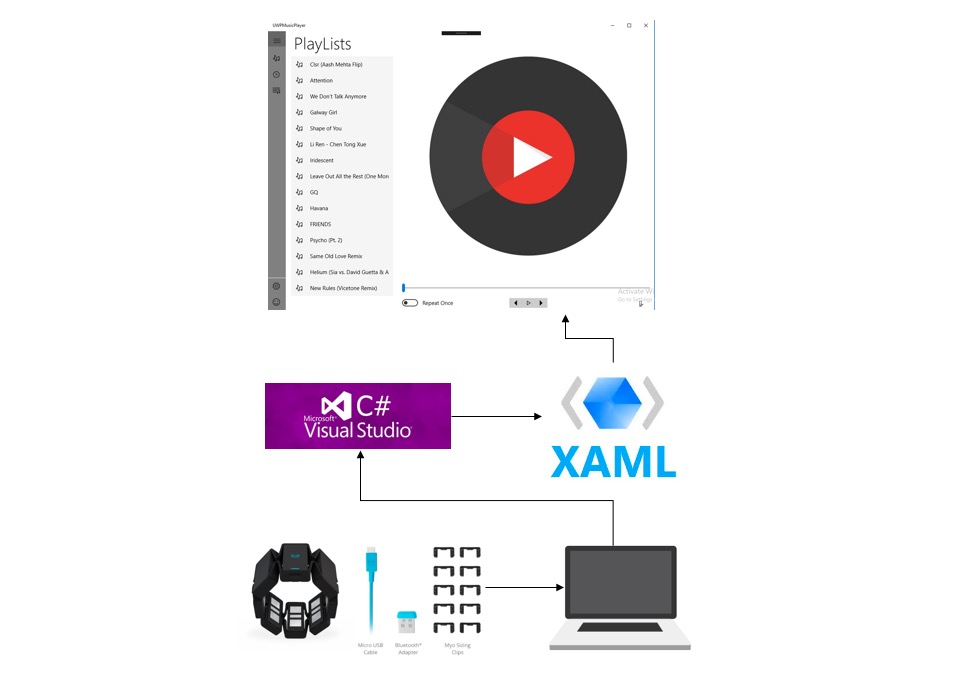 UWPMusicPlayer
PlayLists
Clsr (Aash Mehta Flip)
Attention
We Don't Talk Anymore
Galway Girl
Shape of You
Li Ren - Chen Tong Xue
Iridescent
Leave Out All the Rest (One Mor
GQ
Havana
FRIENDS
Psycho (Pt. 2)
Same Old Love Remix
Helium (Sia vs. David Guetta & A
New Rules (Vicetone Remix)
Repeat Once
Activate W
Go to Settings
C#
Microsoft®
Visual Studio
XAML
Micro USB
Cable
Bluetooth®
Adapter
Myo Sizing
Clips